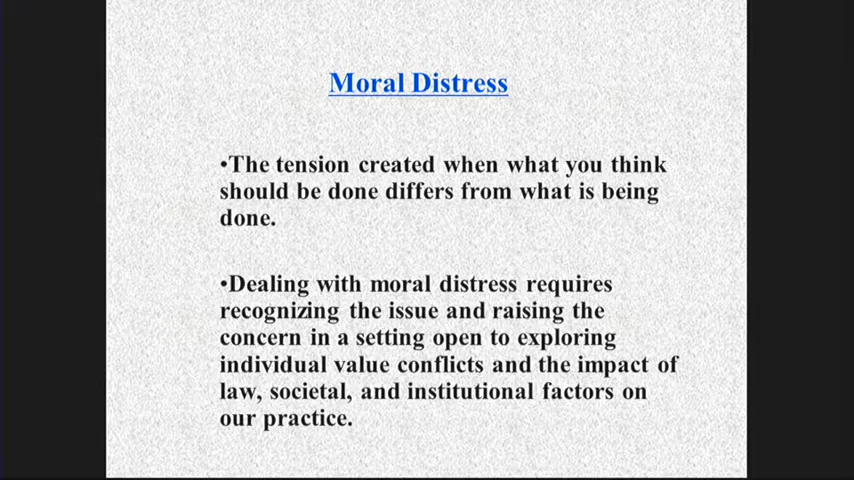 Moral Distress
•The tension created when what you think
should be done differs from what is being
done.
•Dealing with moral distress requires
recognizing the issue and raising the
concern in a setting open to exploring
individual value conflicts and the impact of
law, societal, and institutional factors on
our practice.